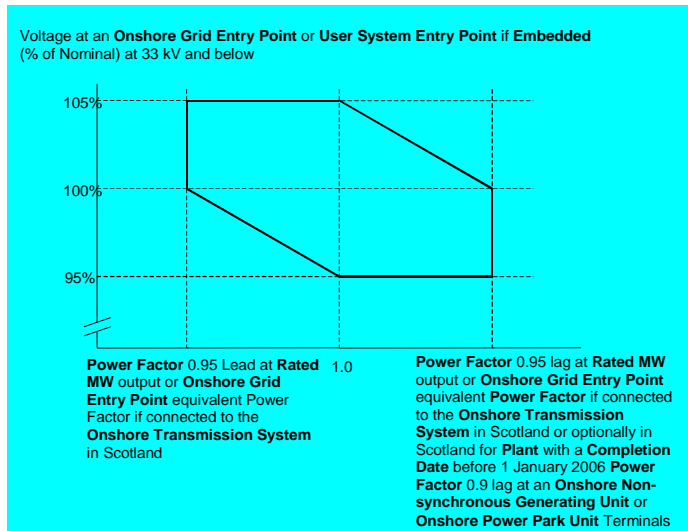 Voltage at an Onshore Grid Entry Point or User System Entry Point if Embedded
(% of Nominal) at 33 kV and below
105%
100%
95%
Power Factor 0.95 Lead at Rated
MW output or Onshore Grid
Entry Point equivalent Power
Factor if connected to the
Onshore Transmission System
in Scotland
1.0
Power Factor 0.95 lag at Rated MW
output or Onshore Grid Entry Point
equivalent Power Factor if connected
to the Onshore Transmission
System in Scotland or optionally in
Scotland for Plant with a Completion
Date before 1 January 2006 Power
Factor 0.9 lag at an Onshore Non-
synchronous Generating Unit or
Onshore Power Park Unit Terminals